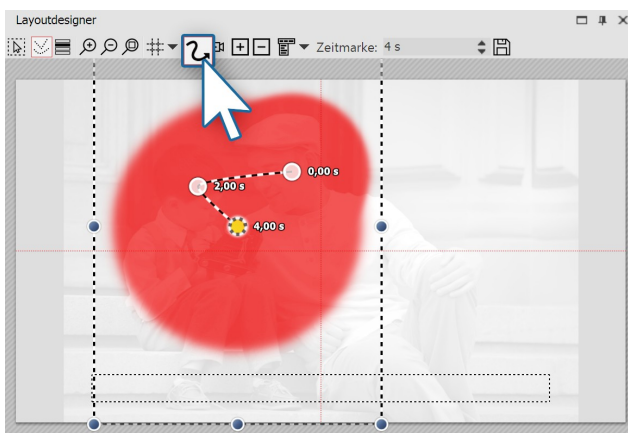 Layoutdesigner
Zeitmarke: 4 s
0,00 s
2,00 s
4,00 s